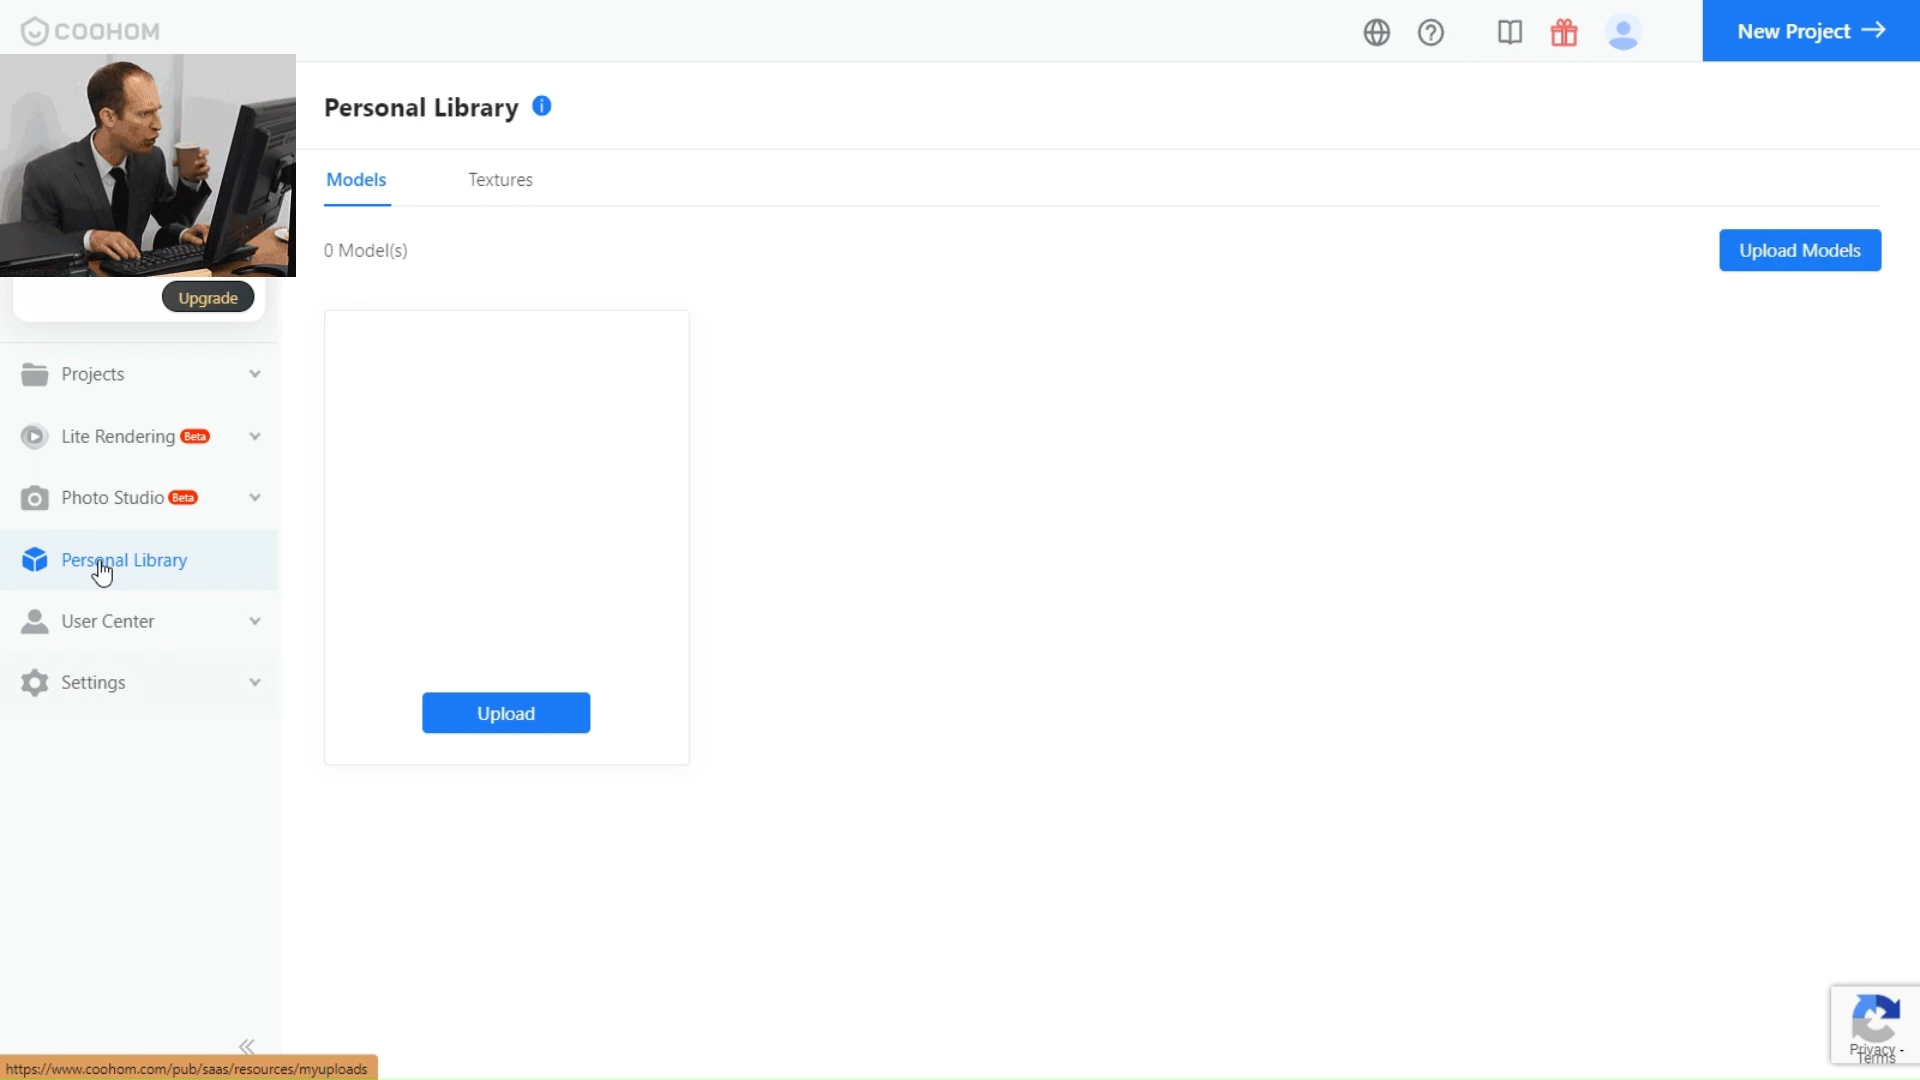 COOHOM
New Project
Personal Library
Models
Textures
0 Model(s)
Upload Models
Upgrade
Projects
Lite Rendering Beta
Photo Studio Beta
Personal Library
User Center
Settings
Upload
Privacy -
Terms
https://www.coohom.com/pub/saas/resources/myuploads